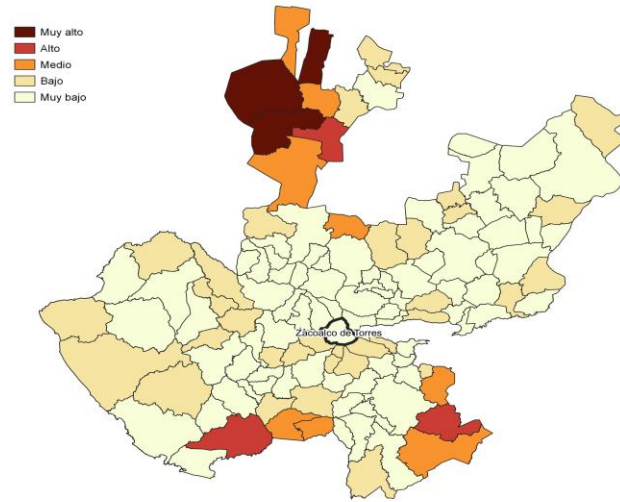 Muy alto
Alto
Medio
Bajo
Muy bajo
Zacoalco de Torres